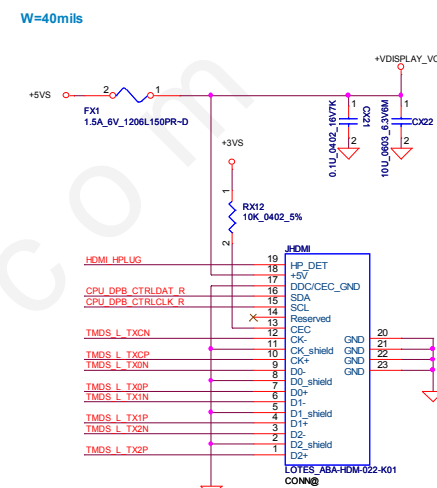 W=40mils
+VDISPLAY_VC
+5VS
2
1
FX1
1.5A_6V_1206L150PR~D
+3VS
1
2
RX12
10K_0402_5%
1
2
CX21
0.1U_0402_16V7K
1
2
CX22
10U_0603_6.3V6M
JHDMI
HDMI_HPLUG 19 HP_DET
18 +5V
17 DDC/CEC_GND
CPU_DPB_CTRLDAT_R 16 SDA
CPU_DPB_CTRLCLK_R 15 SCL
14 Reserved
13 CEC
TMDS_L_TXCN 12 CK- GND 20
11 CK_shield GND 21
TMDS_L_TXCP 10 CK+ GND 22
TMDS_L_TX0N 9 D0- GND 23
8 D0_shield
TMDS_L_TX0P 7 D0+
TMDS_L_TX1N 6 D1-
5 D1_shield
TMDS_L_TX1P 4 D1+
TMDS_L_TX2N 3 D2-
2 D2_shield
TMDS_L_TX2P 1 D2+
LOTES_ABA-HDM-022-K01
CONN@
com